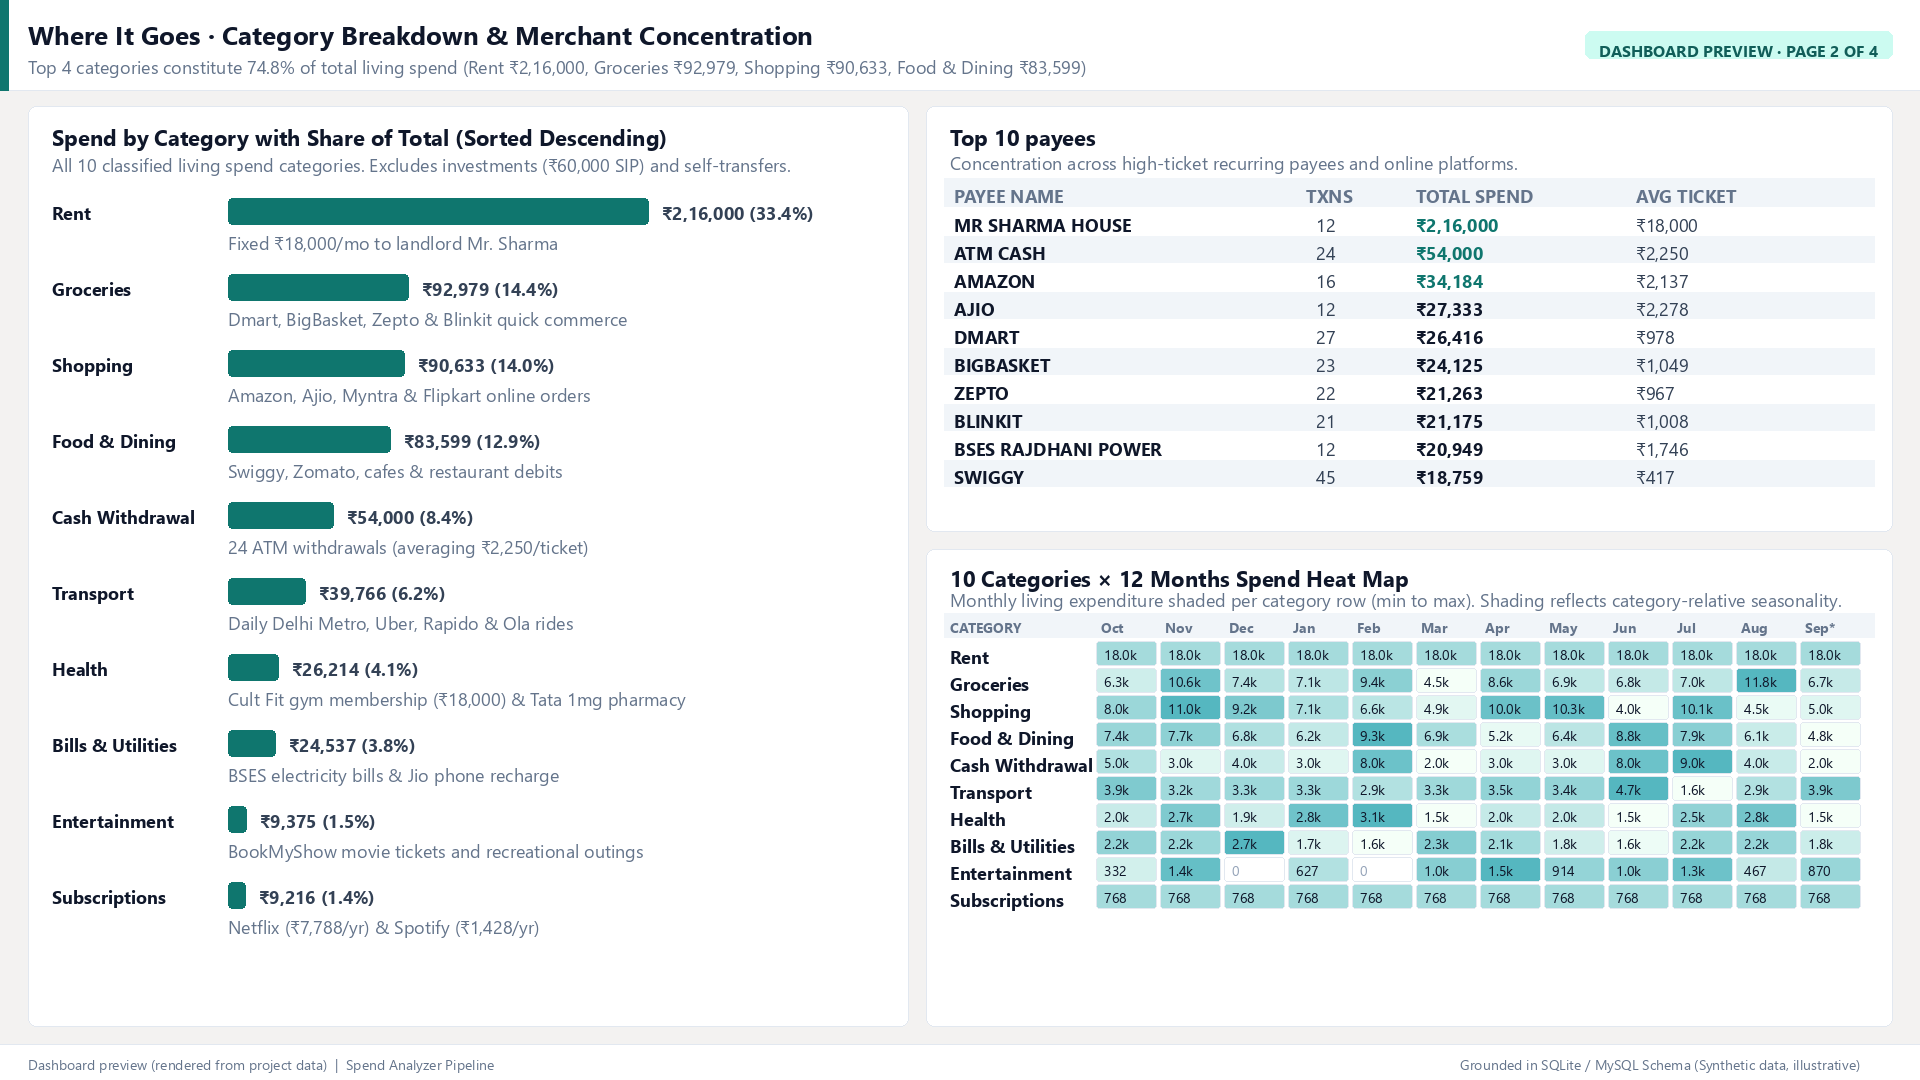 Where It Goes · Category Breakdown & Merchant Concentration
Top 4 categories constitute 74.8% of total living spend (Rent ₹2,16,000, Groceries ₹92,979, Shopping ₹90,633, Food & Dining ₹83,599)
DASHBOARD PREVIEW · PAGE 2 OF 4
Spend by Category with Share of Total (Sorted Descending)
All 10 classified living spend categories. Excludes investments (₹60,000 SIP) and self-transfers.
Rent ₹2,16,000 (33.4%)
Fixed ₹18,000/mo to landlord Mr. Sharma
Groceries ₹92,979 (14.4%)
Dmart, BigBasket, Zepto & Blinkit quick commerce
Shopping ₹90,633 (14.0%)
Amazon, Ajio, Myntra & Flipkart online orders
Food & Dining ₹83,599 (12.9%)
Swiggy, Zomato, cafes & restaurant debits
Cash Withdrawal ₹54,000 (8.4%)
24 ATM withdrawals (averaging ₹2,250/ticket)
Transport ₹39,766 (6.2%)
Daily Delhi Metro, Uber, Rapido & Ola rides
Health ₹26,214 (4.1%)
Cult Fit gym membership (₹18,000) & Tata 1mg pharmacy
Bills & Utilities ₹24,537 (3.8%)
BSES electricity bills & Jio phone recharge
Entertainment ₹9,375 (1.5%)
BookMyShow movie tickets and recreational outings
Subscriptions ₹9,216 (1.4%)
Netflix (₹7,788/yr) & Spotify (₹1,428/yr)
Top 10 payees
Concentration across high-ticket recurring payees and online platforms.
PAYEE NAME TXNS TOTAL SPEND AVG TICKET
MR SHARMA HOUSE 12 ₹2,16,000 ₹18,000
ATM CASH 24 ₹54,000 ₹2,250
AMAZON 16 ₹34,184 ₹2,137
AJIO 12 ₹27,333 ₹2,278
DMART 27 ₹26,416 ₹978
BIGBASKET 23 ₹24,125 ₹1,049
ZEPTO 22 ₹21,263 ₹967
BLINKIT 21 ₹21,175 ₹1,008
BSES RAJDHANI POWER 12 ₹20,949 ₹1,746
SWIGGY 45 ₹18,759 ₹417
10 Categories × 12 Months Spend Heat Map
Monthly living expenditure shaded per category row (min to max). Shading reflects category-relative seasonality.
CATEGORY Oct Nov Dec Jan Feb Mar Apr May Jun Jul Aug Sep*
Rent 18.0k 18.0k 18.0k 18.0k 18.0k 18.0k 18.0k 18.0k 18.0k 18.0k 18.0k 18.0k
Groceries 6.3k 10.6k 7.4k 7.1k 9.4k 4.5k 8.6k 6.9k 6.8k 7.0k 11.8k 6.7k
Shopping 8.0k 11.0k 9.2k 7.1k 6.6k 4.9k 10.0k 10.3k 4.0k 10.1k 4.5k 5.0k
Food & Dining 7.4k 7.7k 6.8k 6.2k 9.3k 6.9k 5.2k 6.4k 8.8k 7.9k 6.1k 4.8k
Cash Withdrawal 5.0k 3.0k 4.0k 3.0k 8.0k 2.0k 3.0k 3.0k 8.0k 9.0k 4.0k 2.0k
Transport 3.9k 3.2k 3.3k 3.3k 2.9k 3.3k 3.5k 3.4k 4.7k 1.6k 2.9k 3.9k
Health 2.0k 2.7k 1.9k 2.8k 3.1k 1.5k 2.0k 2.0k 1.5k 2.5k 2.8k 1.5k
Bills & Utilities 2.2k 2.2k 2.7k 1.7k 1.6k 2.3k 2.1k 1.8k 1.6k 2.2k 2.2k 1.8k
Entertainment 332 1.4k 0 627 0 1.0k 1.5k 914 1.0k 1.3k 467 870
Subscriptions 768 768 768 768 768 768 768 768 768 768 768 768
Dashboard preview (rendered from project data) | Spend Analyzer Pipeline
Grounded in SQLite / MySQL Schema (Synthetic data, illustrative)